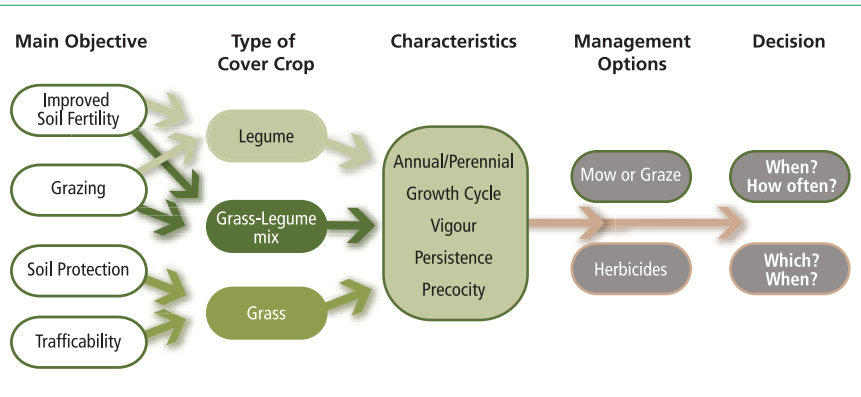 Main Objective
Type of
Cover Crop
Characteristics
Management
Options
Decision
Improved
Soil Fertility
Grazing
Soil Protection
Trafficability
Legume
Grass-Legume
mix
Grass
Annual/Perennial
Growth Cycle
Vigour
Persistence
Precocity
Mow or Graze
Herbicides
When?
How often?
Which?
When?